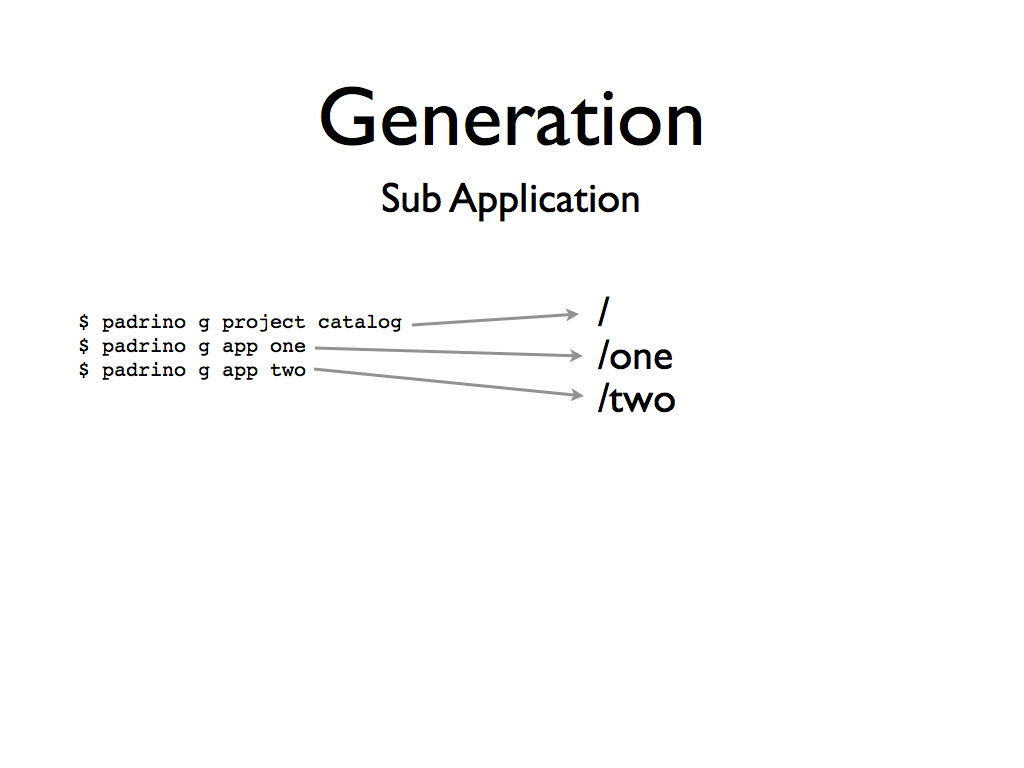 Generation
Sub Application
$ padrino g project catalog
$ padrino g app one
$ padrino g app two
/
/one
/two